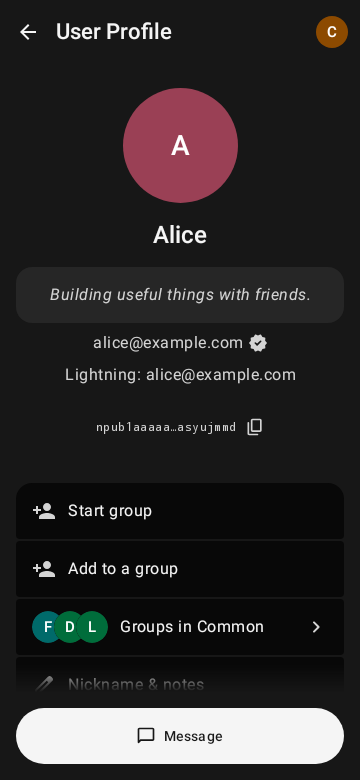 User Profile
C
A
Alice
Building useful things with friends.
alice@example.com
Lightning: alice@example.com
npub1aaaaa…asyujmmd
Start group
Add to a group
F D L Groups in Common
Nickname & notes
Message